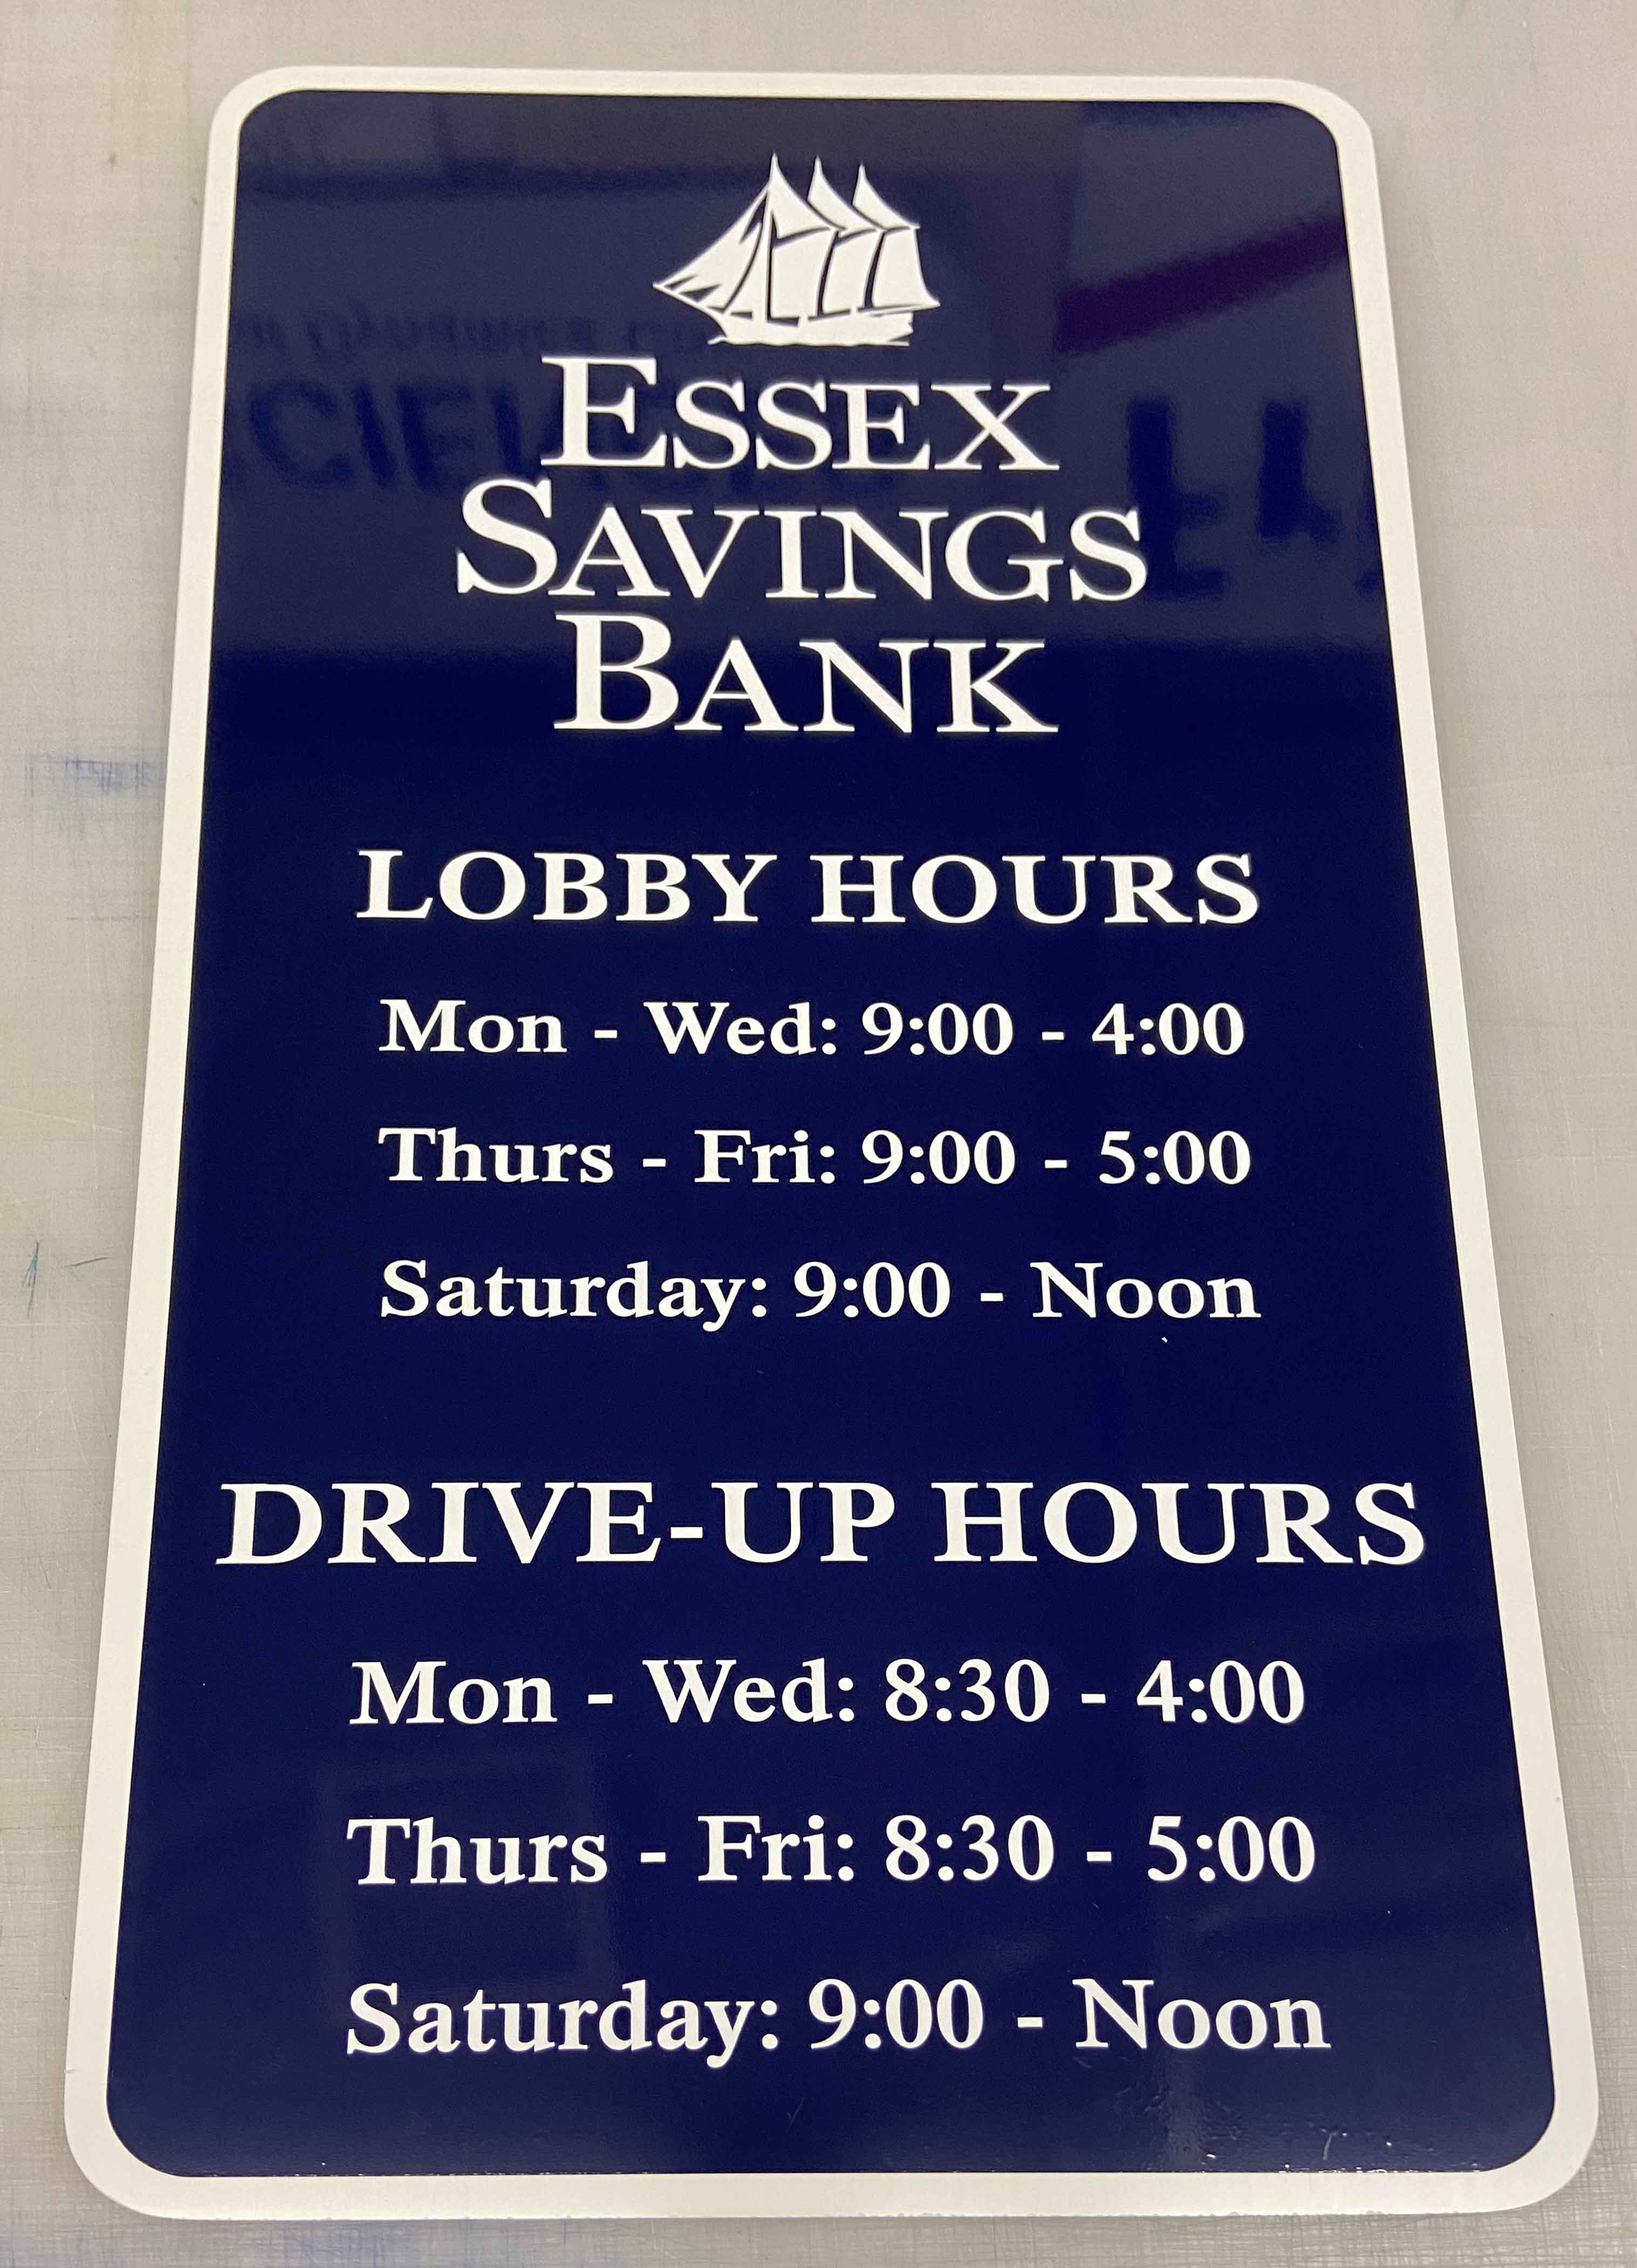 ESSEX
SAVINGS
BANK
LOBBY HOURS
Mon - Wed: 9:00 - 4:00
Thurs - Fri: 9:00 - 5:00
Saturday: 9:00 - Noon
DRIVE-UP HOURS
Mon - Wed: 8:30 - 4:00
Thurs - Fri: 8:30 - 5:00
Saturday: 9:00 - Noon